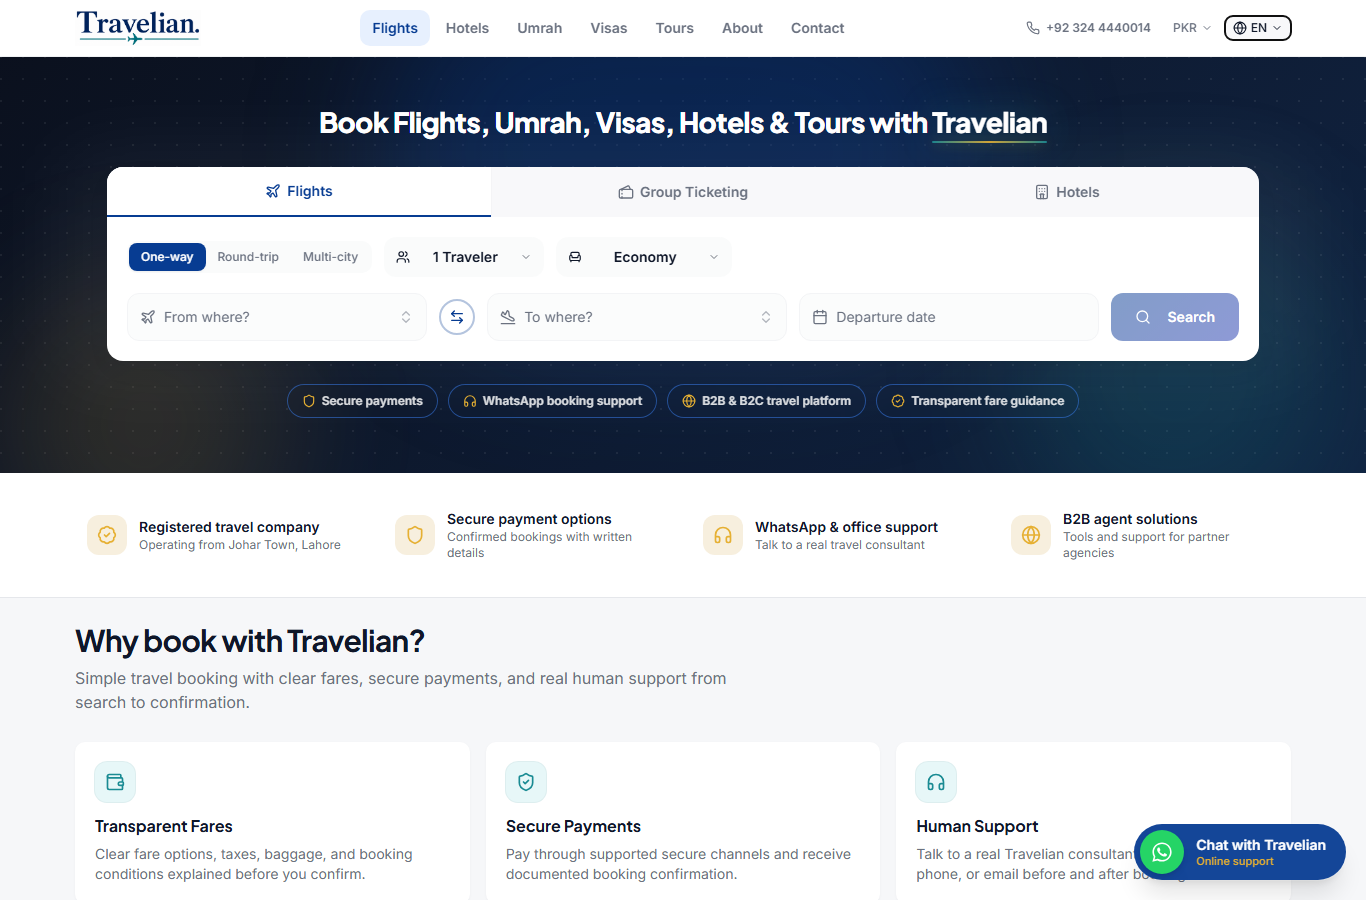 Travelian.
Flights
Hotels
Umrah
Visas
Tours
About
Contact
+92 324 4440014
PKR
EN
Book Flights, Umrah, Visas, Hotels & Tours with Travelian
Flights
Group Ticketing
Hotels
One-way
Round-trip
Multi-city
1 Traveler
Economy
From where?
To where?
Departure date
Search
Secure payments
WhatsApp booking support
B2B & B2C travel platform
Transparent fare guidance
Registered travel company
Operating from Johar Town, Lahore
Secure payment options
Confirmed bookings with written
details
WhatsApp & office support
Talk to a real travel consultant
B2B agent solutions
Tools and support for partner
agencies
Why book with Travelian?
Simple travel booking with clear fares, secure payments, and real human support from
search to confirmation.
Transparent Fares
Clear fare options, taxes, baggage, and booking
conditions explained before you confirm.
Secure Payments
Pay through supported secure channels and receive
documented booking confirmation.
Human Support
Talk to a real Travelian consultant
phone, or email before and after
Chat with Travelian
Online support